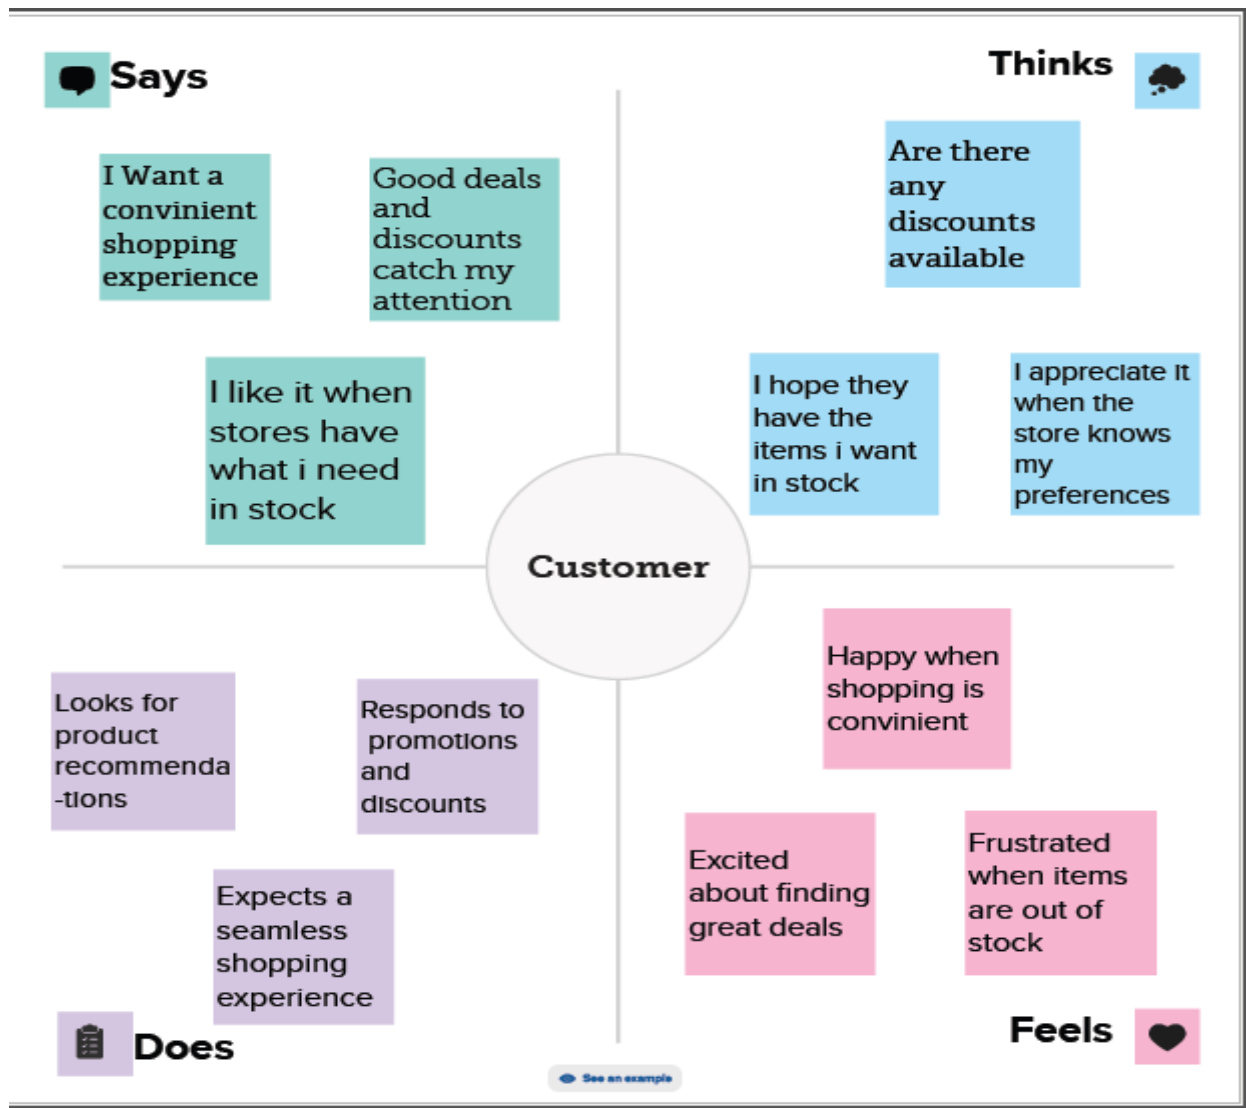 Says
I Want a
convinient
shopping
experience
Good deals
and
discounts
catch my
attention
I like it when
stores have
what i need
in stock
Thinks
Are there
any
discounts
available
I hope they
have the
items i want
in stock
I appreciate it
when the
store knows
my
preferences
Customer
Looks for
product
recommenda
-tions
Responds to
promotions
and
discounts
Expects a
seamless
shopping
experience
Does
Happy when
shopping is
convinient
Excited
about finding
great deals
Frustrated
when items
are out of
stock
Feels
See an example